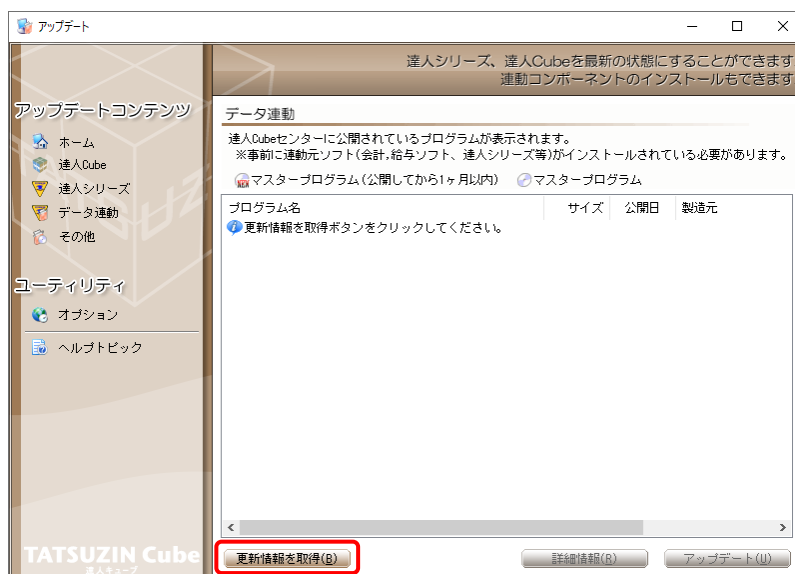 アップデート
達人シリーズ、達人Cubeを最新の状態にすることができます
連動コンポーネントのインストールもできます
アップデートコンテンツ
ホーム
達人Cube
達人シリーズ
データ連動
その他
ユーティリティ
オプション
ヘルプトピック
データ連動
達人Cubeセンターに公開されているプログラムが表示されます。
※事前に連動元ソフト(会計,給与ソフト、達人シリーズ等)がインストールされている必要があります。
マスタープログラム(公開してから1ヶ月以内) マスタープログラム
プログラム名 サイズ 公開日 製造元
更新情報を取得ボタンをクリックしてください。
更新情報を取得(B) 詳細情報(R) アップデート(U)
TATSUZIN Cube
達人キューブ